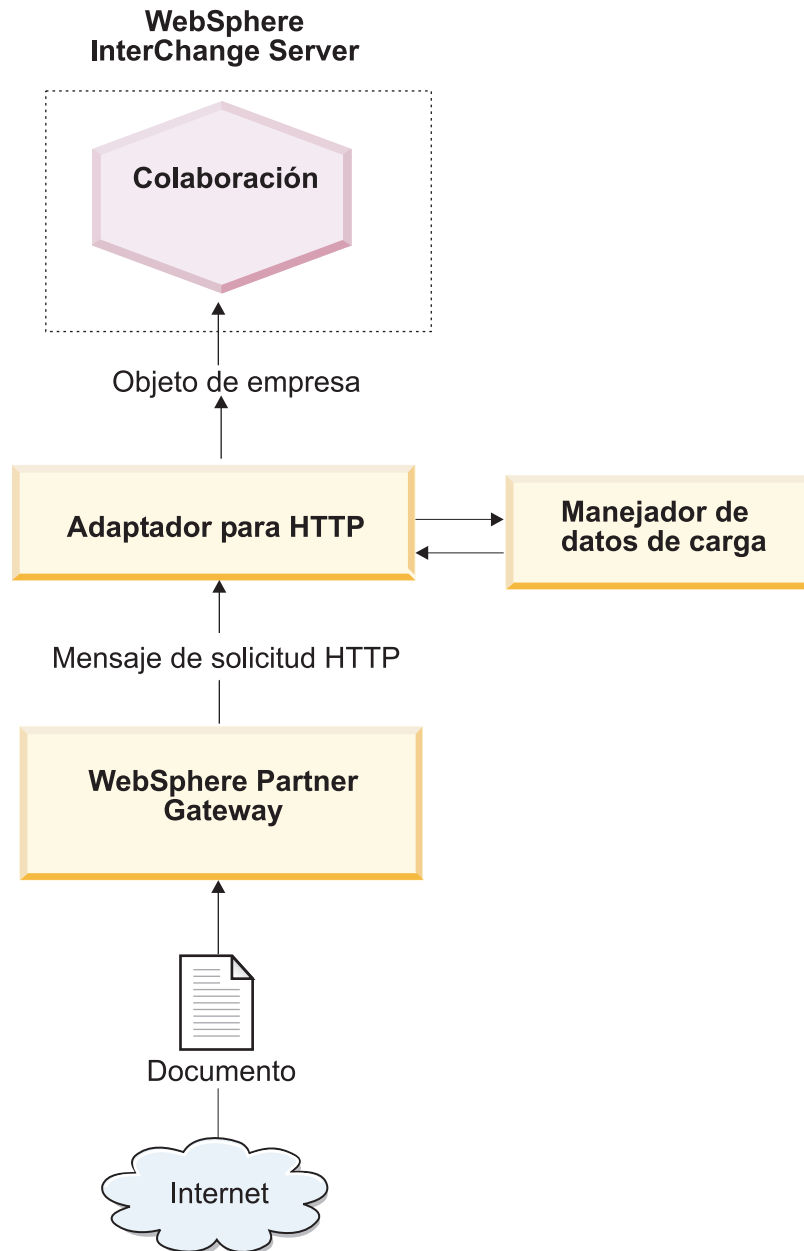 WebSphere
InterChange Server
Colaboración
Objeto de empresa
Adaptador para HTTP
Manejador de
datos de carga
Mensaje de solicitud HTTP
WebSphere Partner
Gateway
Documento
Internet